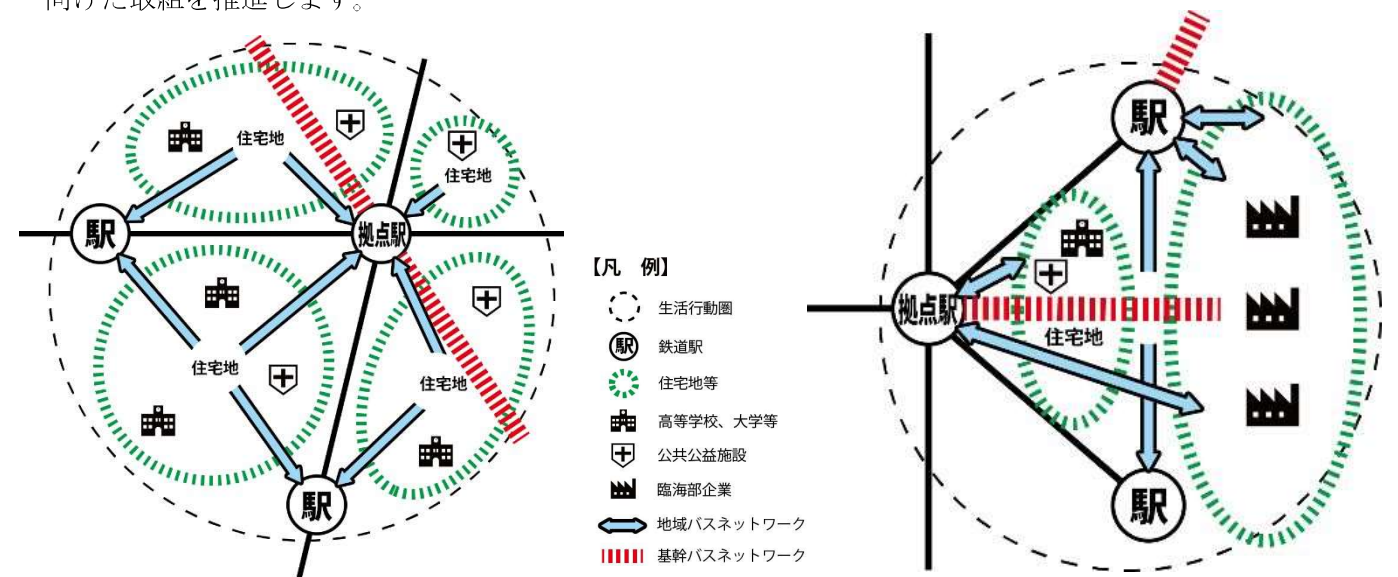 向けた取組を推進します。
住宅地
住宅地
駅
拠点駅
住宅地
住宅地
駅
【凡　例】
生活行動圏
駅 鉄道駅
住宅地等
高等学校、大学等
公共公益施設
臨海部企業
地域バスネットワーク
基幹バスネットワーク
駅
拠点駅
住宅地
駅